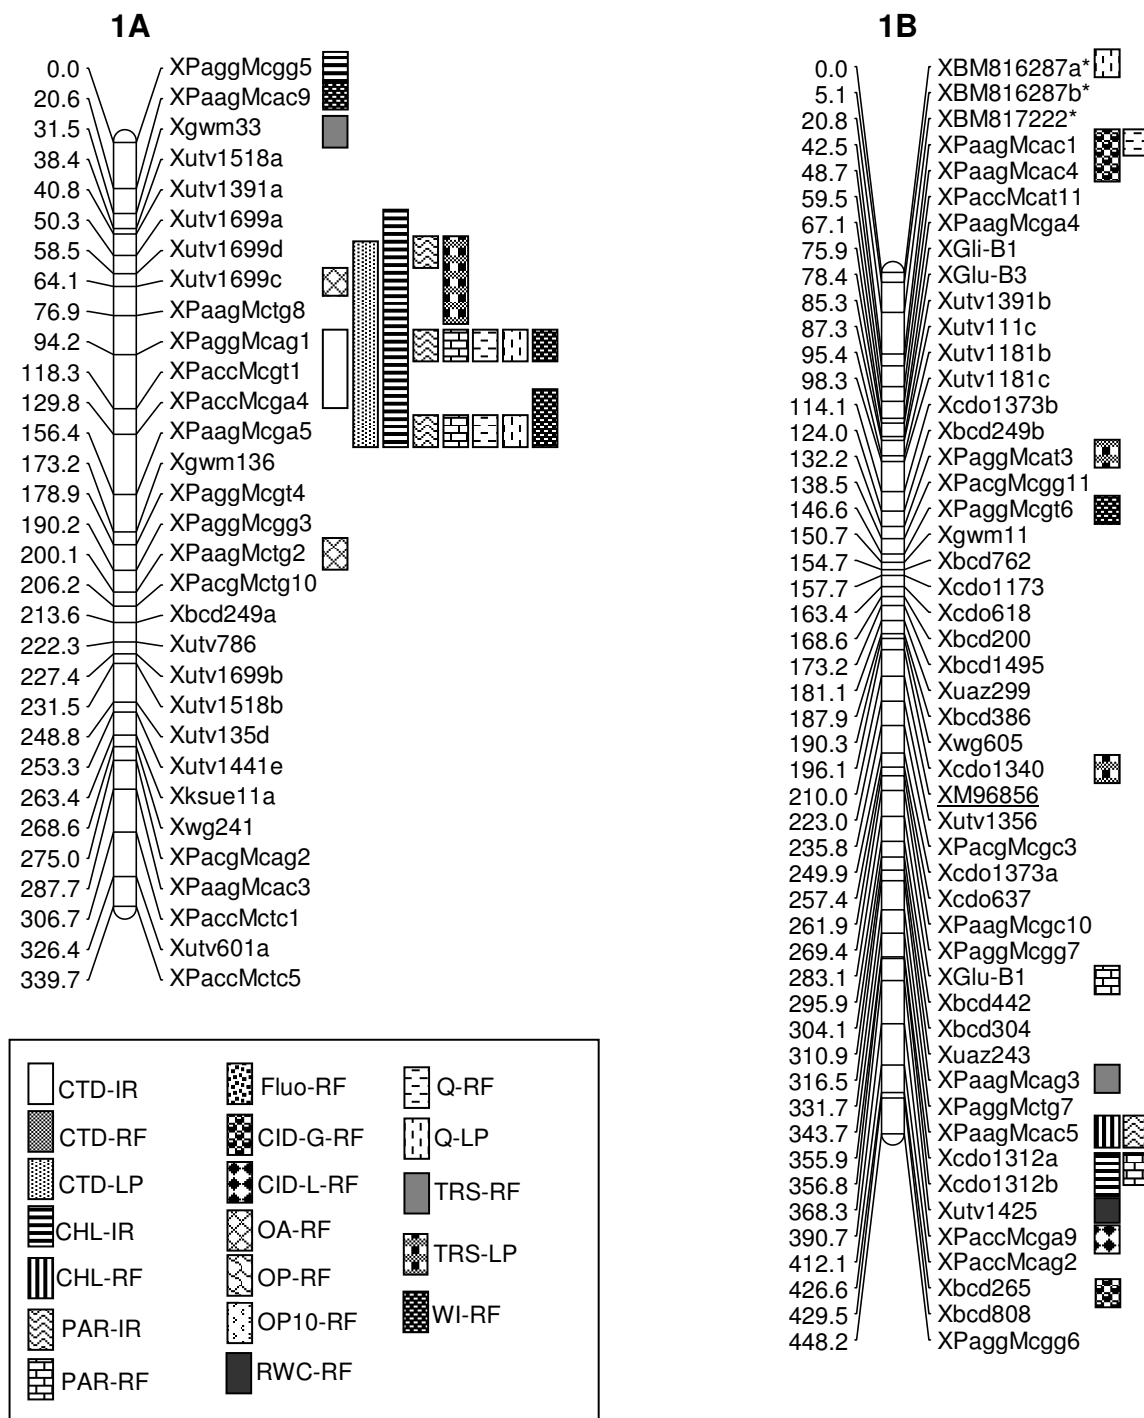 1A
0.0 XPaggMcgg5
20.6 XPaagMcac9
31.5 Xgwm33
38.4 Xutv1518a
40.8 Xutv1391a
50.3 Xutv1699a
58.5 Xutv1699d
64.1 Xutv1699c
76.9 XPaagMctg8
94.2 XPaggMcag1
118.3 XPaccMcgt1
129.8 XPaccMcga4
156.4 XPaagMcga5
173.2 Xgwm136
178.9 XPaggMcgt4
190.2 XPaggMcgg3
200.1 XPaagMctg2
206.2 XPacgMctg10
213.6 Xbcd249a
222.3 Xutv786
227.4 Xutv1699b
231.5 Xutv1518b
248.8 Xutv135d
253.3 Xutv1441e
263.4 Xksue11a
268.6 Xwg241
275.0 XPacgMcag2
287.7 XPaagMcac3
306.7 XPaccMctc1
326.4 Xutv601a
339.7 XPaccMctc5
1B
0.0 XBM816287a*
5.1 XBM816287b*
20.8 XBM817222*
42.5 XPaagMcac1
48.7 XPaagMcac4
59.5 XPaccMcat11
67.1 XPaagMcga4
75.9 XGli-B1
78.4 XGlu-B3
85.3 Xutv1391b
87.3 Xutv111c
95.4 Xutv1181b
98.3 Xutv1181c
114.1 Xcdo1373b
124.0 Xbcd249b
132.2 XPaggMcat3
138.5 XPacgMcgg11
146.6 XPaggMcgt6
150.7 Xgwm11
154.7 Xbcd762
157.7 Xcdo1173
163.4 Xcdo618
168.6 Xbcd200
173.2 Xbcd1495
181.1 Xuaz299
187.9 Xbcd386
190.3 Xwg605
196.1 Xcdo1340
210.0 XM96856
223.0 Xutv1356
235.8 XPacgMcgc3
249.9 Xcdo1373a
257.4 Xcdo637
261.9 XPaagMcgc10
269.4 XPaggMcgg7
283.1 XGlu-B1
295.9 Xbcd442
304.1 Xbcd304
310.9 Xuaz243
316.5 XPaagMcag3
331.7 XPaggMctg7
343.7 XPaagMcac5
355.9 Xcdo1312a
356.8 Xcdo1312b
368.3 Xutv1425
390.7 XPaccMcga9
412.1 XPaccMcag2
426.6 Xbcd265
429.5 Xbcd808
448.2 XPaggMcgg6
CTD-IR
CTD-RF
CTD-LP
CHL-IR
CHL-RF
PAR-IR
PAR-RF
Fluo-RF
CID-G-RF
CID-L-RF
OA-RF
OP-RF
OP10-RF
RWC-RF
Q-RF
Q-LP
TRS-RF
TRS-LP
WI-RF